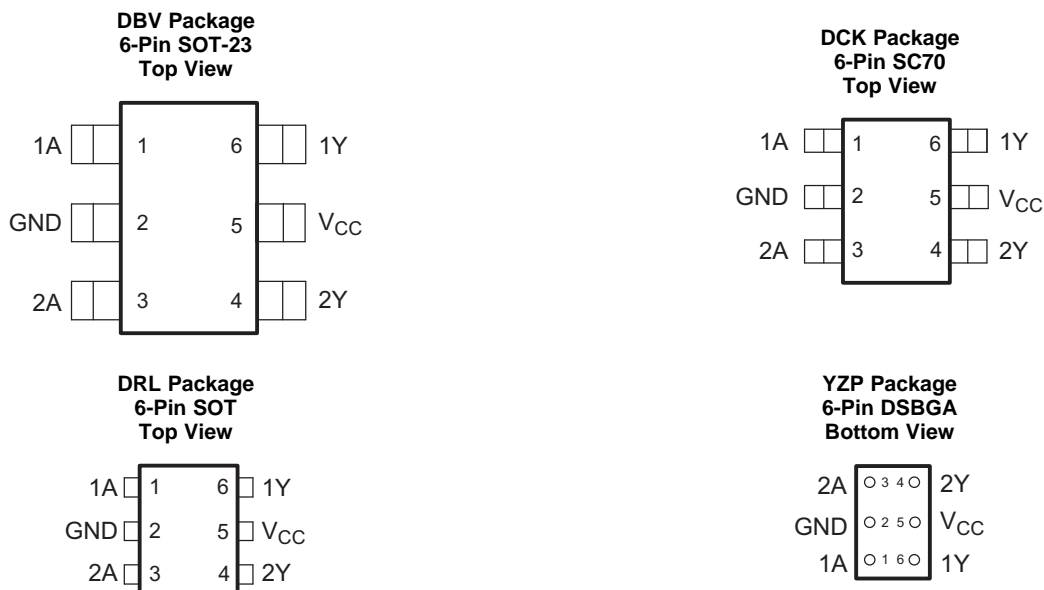 DBV Package
6-Pin SOT-23
Top View
1A 1 6 1Y
GND 2 5 VCC
2A 3 4 2Y
DCK Package
6-Pin SC70
Top View
1A 1 6 1Y
GND 2 5 VCC
2A 3 4 2Y
DRL Package
6-Pin SOT
Top View
1A 1 6 1Y
GND 2 5 VCC
2A 3 4 2Y
YZP Package
6-Pin DSBGA
Bottom View
2A 3 4 2Y
GND 2 5 VCC
1A 1 6 1Y